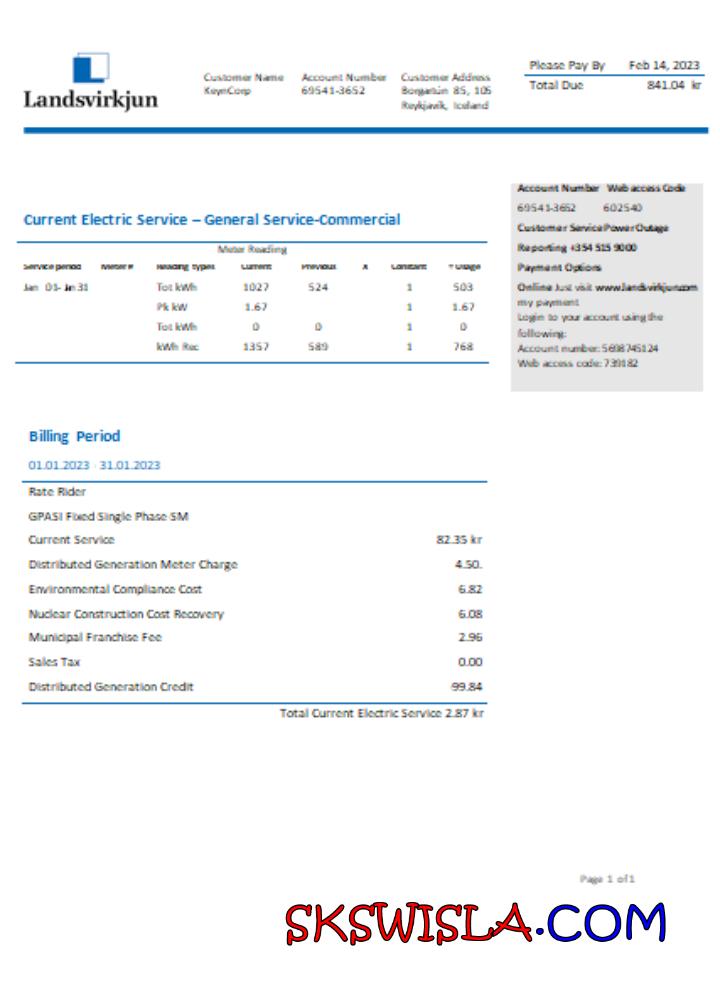 Landsvirkjun
Customer Name Account Number Customer Address
KeynCorp 69541-3652 Borgartún 85, 105
Reykjavík, Iceland
Please Pay By Feb 14, 2023
Total Due 841.04 kr
Current Electric Service – General Service-Commercial
Meter Reading
Service period Meter # Reading types Current Previous X Constant = Usage
Jan 01- Jn 31 Tot kWh 1027 524 1 503
Pk kW 1.67 1 1.67
Tot kWh 0 0 1 0
kWh Rec 1357 589 1 768
Account Number Web access Code
69541-3652 602540
Customer Service Power Outage
Reporting +354 515 9000
Payment Options
Online Just visit www.landsvirkjun.com
my payment
Login to your account using the
following:
Account number: 5698745124
Web access code: 739182
Billing Period
01.01.2023 - 31.01.2023
Rate Rider
GPASI Fixed Single Phase SM
Current Service 82.35 kr
Distributed Generation Meter Charge 4.50.
Environmental Compliance Cost 6.82
Nuclear Construction Cost Recovery 6.08
Municipal Franchise Fee 2.96
Sales Tax 0.00
Distributed Generation Credit -99.84
Total Current Electric Service 2.87 kr
Page 1 of 1
SKSWISLA.COM